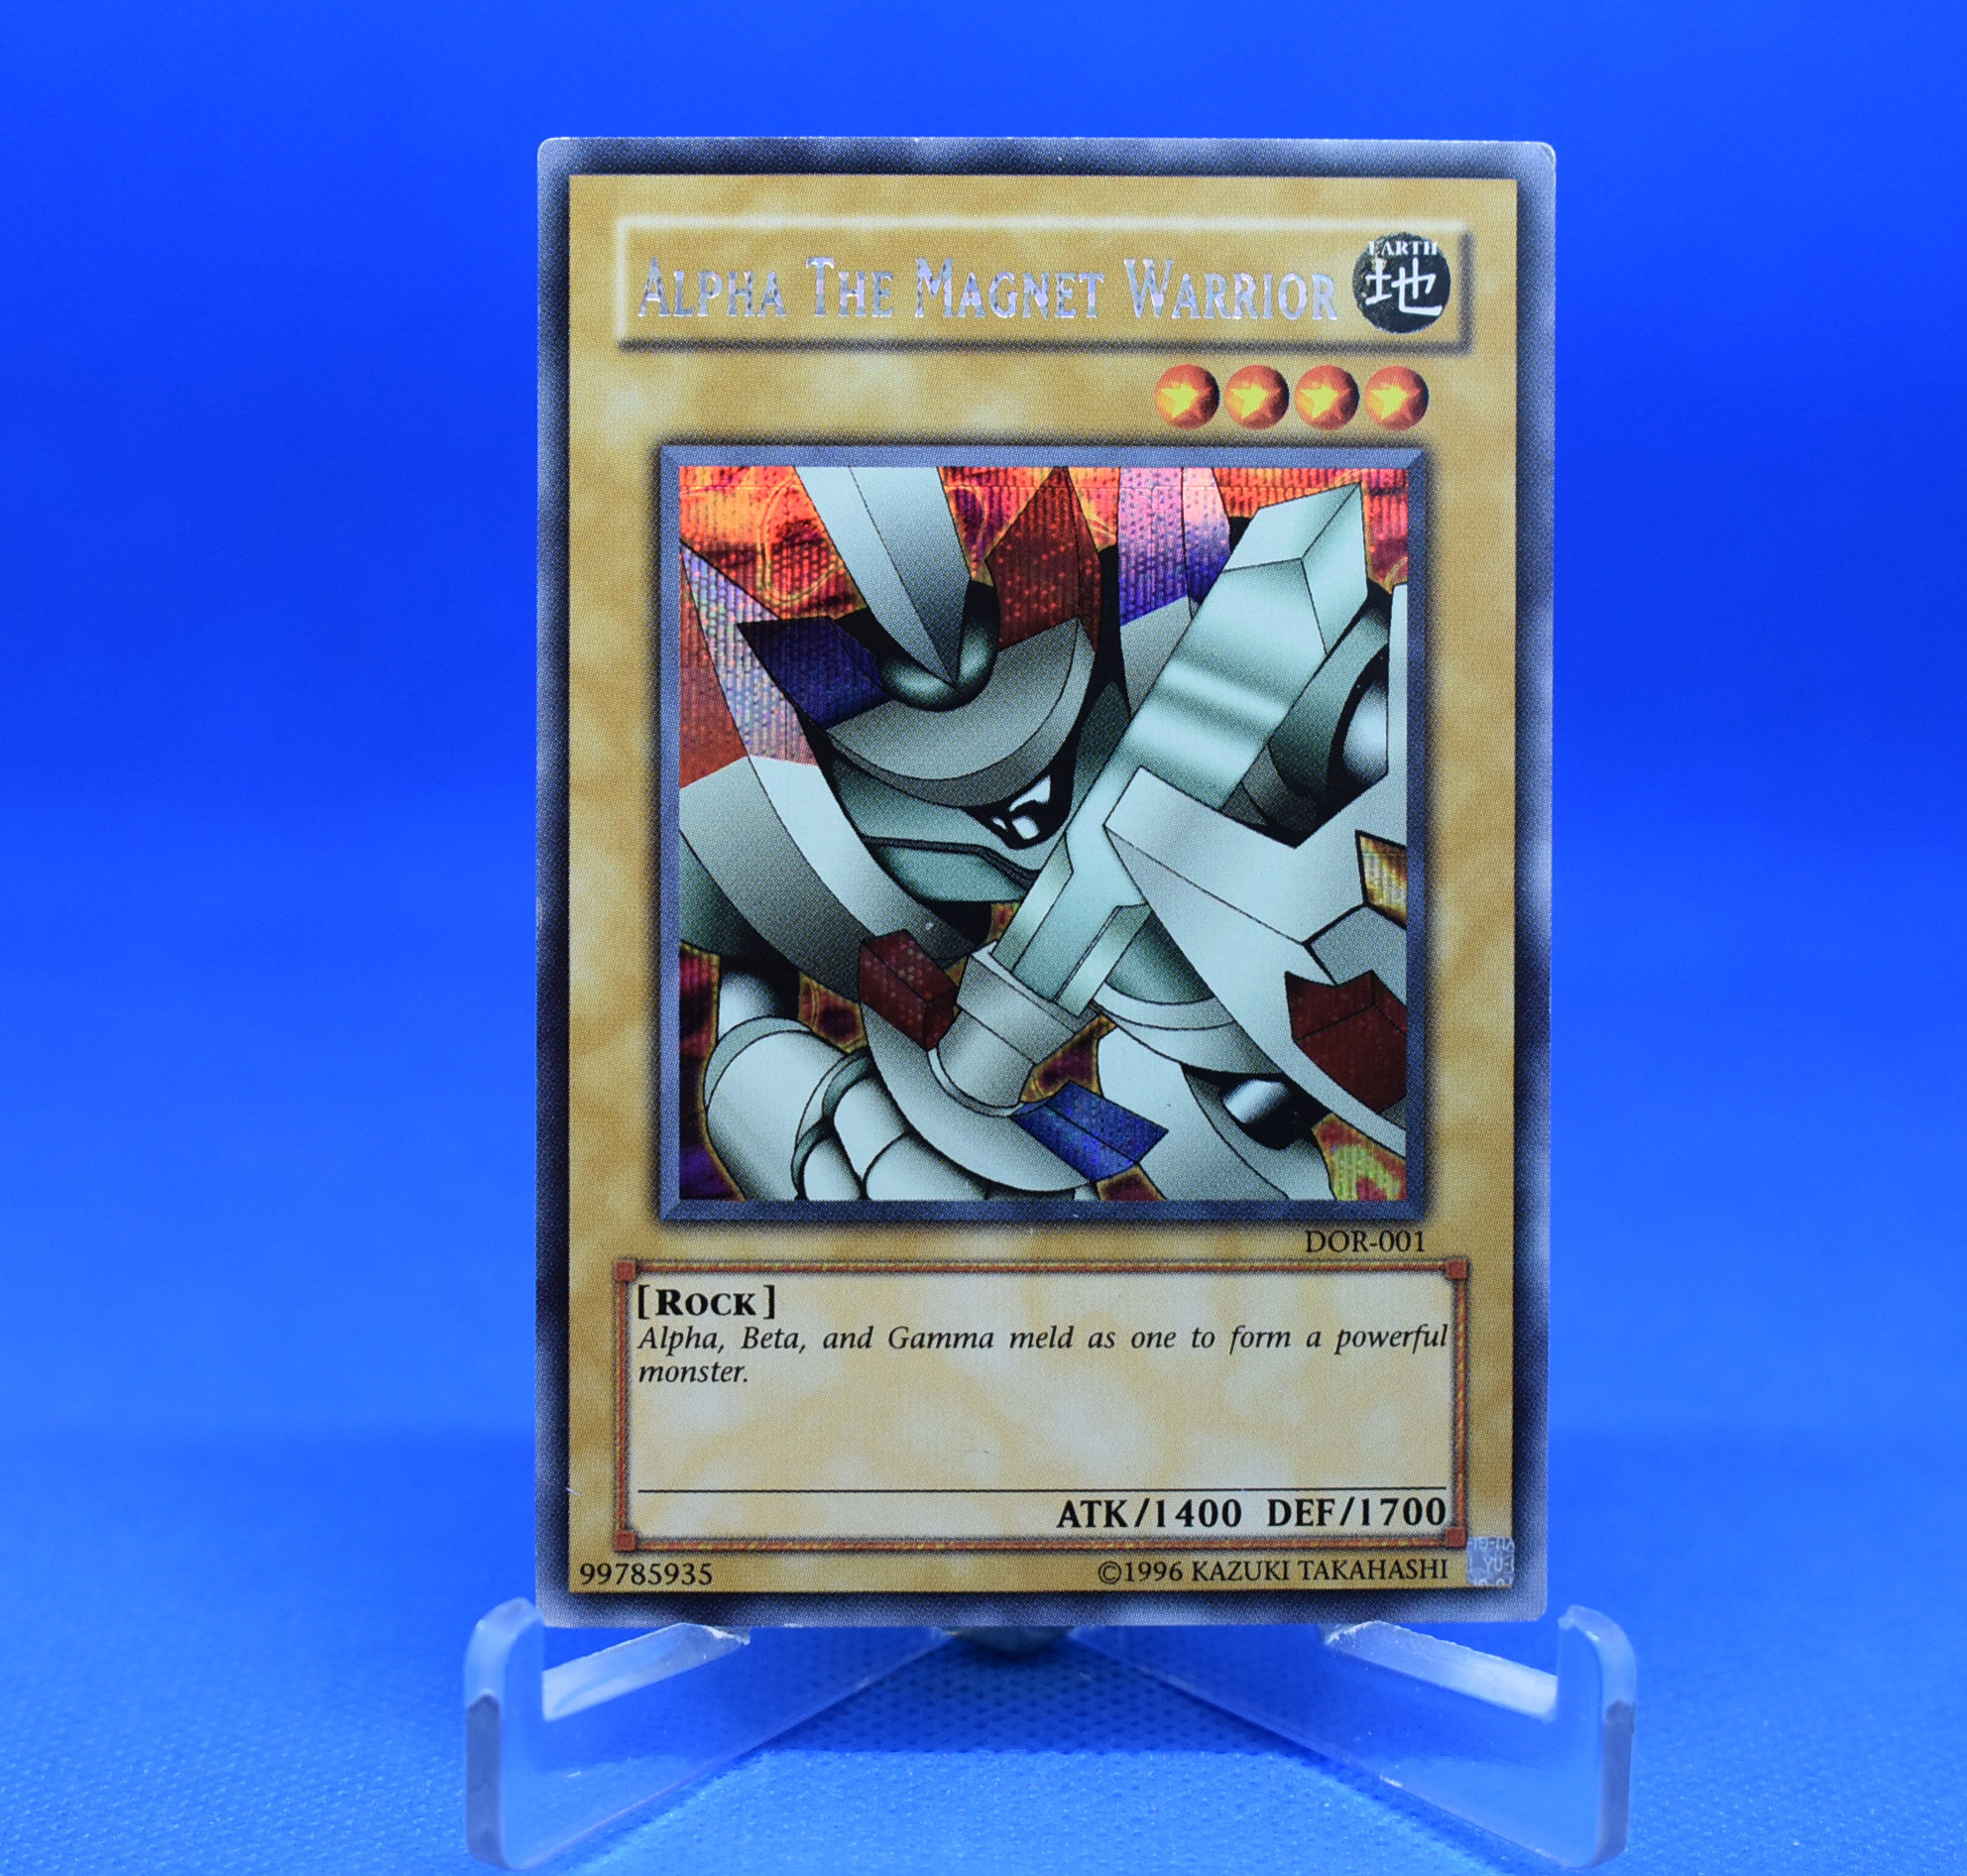 ALPHA THE MAGNET WARRIOR
EARTH
地
DOR-001
[ROCK]
Alpha, Beta, and Gamma meld as one to form a powerful
monster.
ATK/1400 DEF/1700
99785935
©1996 KAZUKI TAKAHASHI